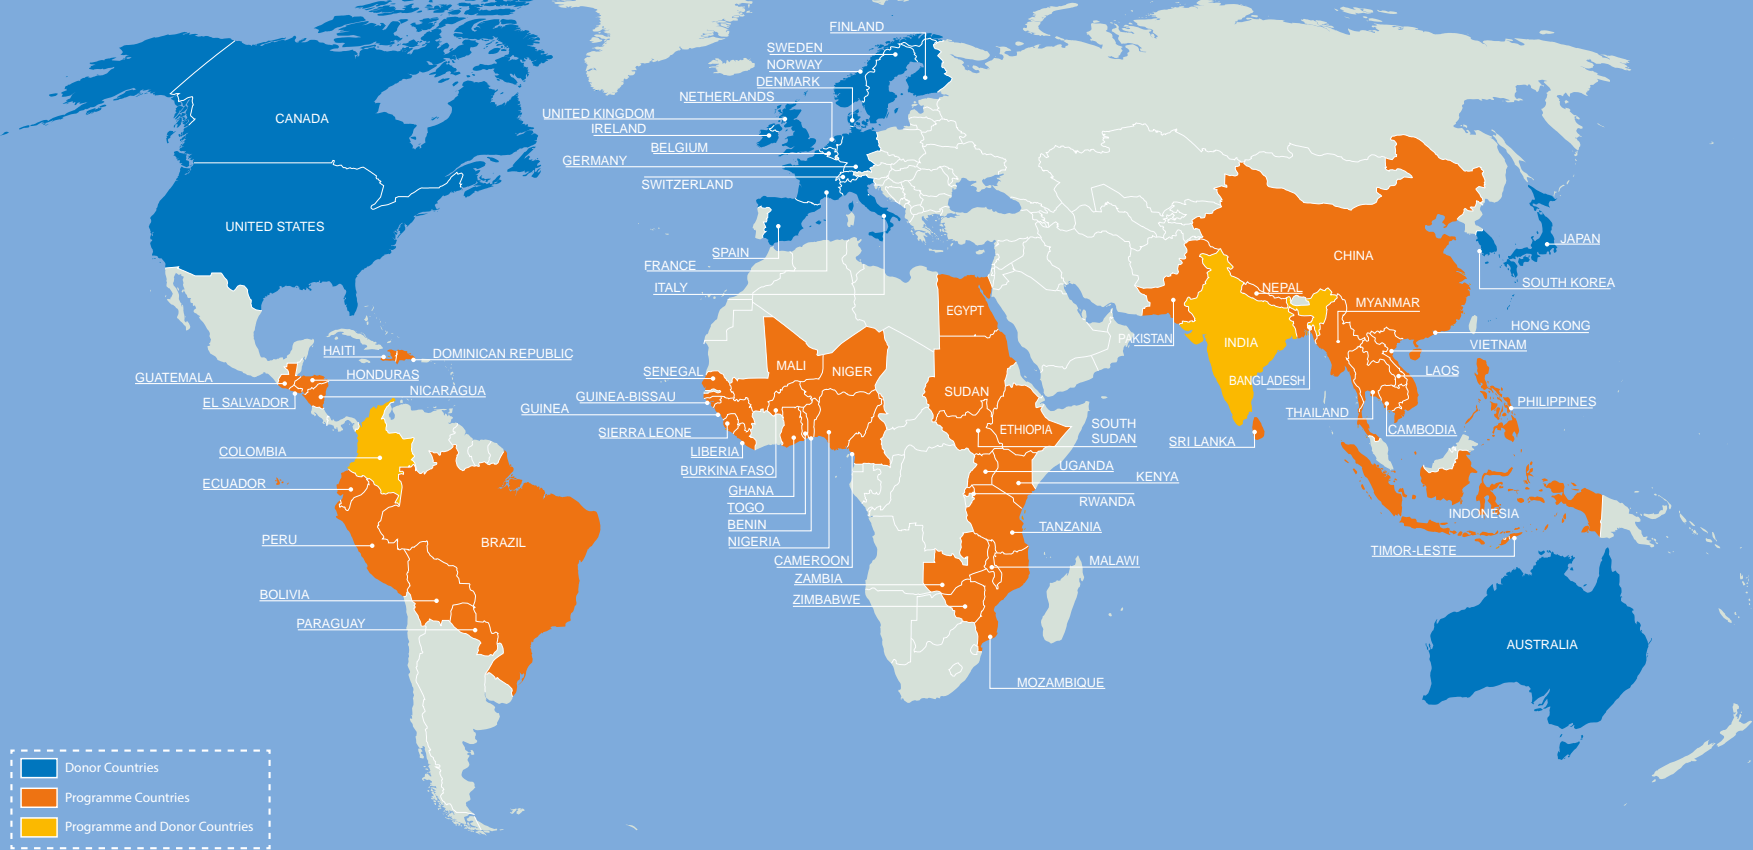 FINLAND
SWEDEN
NORWAY
DENMARK
NETHERLANDS
UNITED KINGDOM
IRELAND
BELGIUM
GERMANY
SWITZERLAND
SPAIN
FRANCE
ITALY
CANADA
UNITED STATES
HAITI
DOMINICAN REPUBLIC
GUATEMALA
HONDURAS
EL SALVADOR
NICARAGUA
COLOMBIA
ECUADOR
PERU
BRAZIL
BOLIVIA
PARAGUAY
EGYPT
MALI
NIGER
SENEGAL
GUINEA-BISSAU
GUINEA
SIERRA LEONE
LIBERIA
BURKINA FASO
GHANA
TOGO
BENIN
NIGERIA
CAMEROON
ZAMBIA
ZIMBABWE
SUDAN
ETHIOPIA
SOUTH
SUDAN
UGANDA
KENYA
RWANDA
TANZANIA
MALAWI
MOZAMBIQUE
CHINA
JAPAN
SOUTH KOREA
NEPAL
MYANMAR
PAKISTAN
INDIA
HONG KONG
VIETNAM
LAOS
BANGLADESH
THAILAND
PHILIPPINES
CAMBODIA
SRI LANKA
INDONESIA
TIMOR-LESTE
AUSTRALIA
Donor Countries
Programme Countries
Programme and Donor Countries